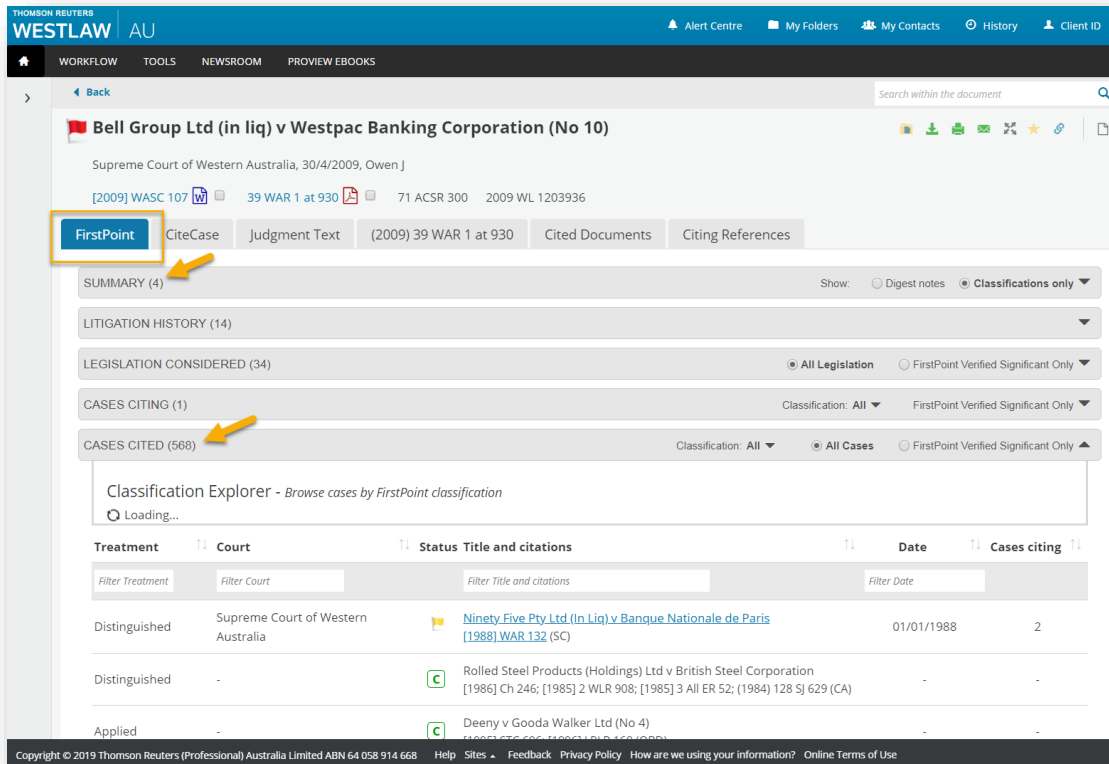 THOMSON REUTERS
WESTLAW AU
Alert Centre My Folders My Contacts History Client ID
WORKFLOW TOOLS NEWSROOM PROVIEW EBOOKS
Back
Search within the document
Bell Group Ltd (in liq) v Westpac Banking Corporation (No 10)
Supreme Court of Western Australia, 30/4/2009, Owen J
[2009] WASC 107 39 WAR 1 at 930 71 ACSR 300 2009 WL 1203936
FirstPoint CiteCase Judgment Text (2009) 39 WAR 1 at 930 Cited Documents Citing References
SUMMARY (4) Show: Digest notes Classifications only
LITIGATION HISTORY (14)
LEGISLATION CONSIDERED (34) All Legislation FirstPoint Verified Significant Only
CASES CITING (1) Classification: All FirstPoint Verified Significant Only
CASES CITED (568) Classification: All All Cases FirstPoint Verified Significant Only
Classification Explorer - Browse cases by FirstPoint classification
Loading...
Treatment Court Status Title and citations Date Cases citing
Filter Treatment Filter Court Filter Title and citations Filter Date
Distinguished Supreme Court of Western Australia Ninety Five Pty Ltd (In Liq) v Banque Nationale de Paris 01/01/1988 2
[1988] WAR 132 (SC)
Distinguished - C Rolled Steel Products (Holdings) Ltd v British Steel Corporation - -
[1986] Ch 246; [1985] 2 WLR 908; [1985] 3 All ER 52; (1984) 128 SJ 629 (CA)
Applied - C Deeny v Gooda Walker Ltd (No 4) - -
Copyright © 2019 Thomson Reuters (Professional) Australia Limited ABN 64 058 914 668 Help Sites Feedback Privacy Policy How are we using your information? Online Terms of Use